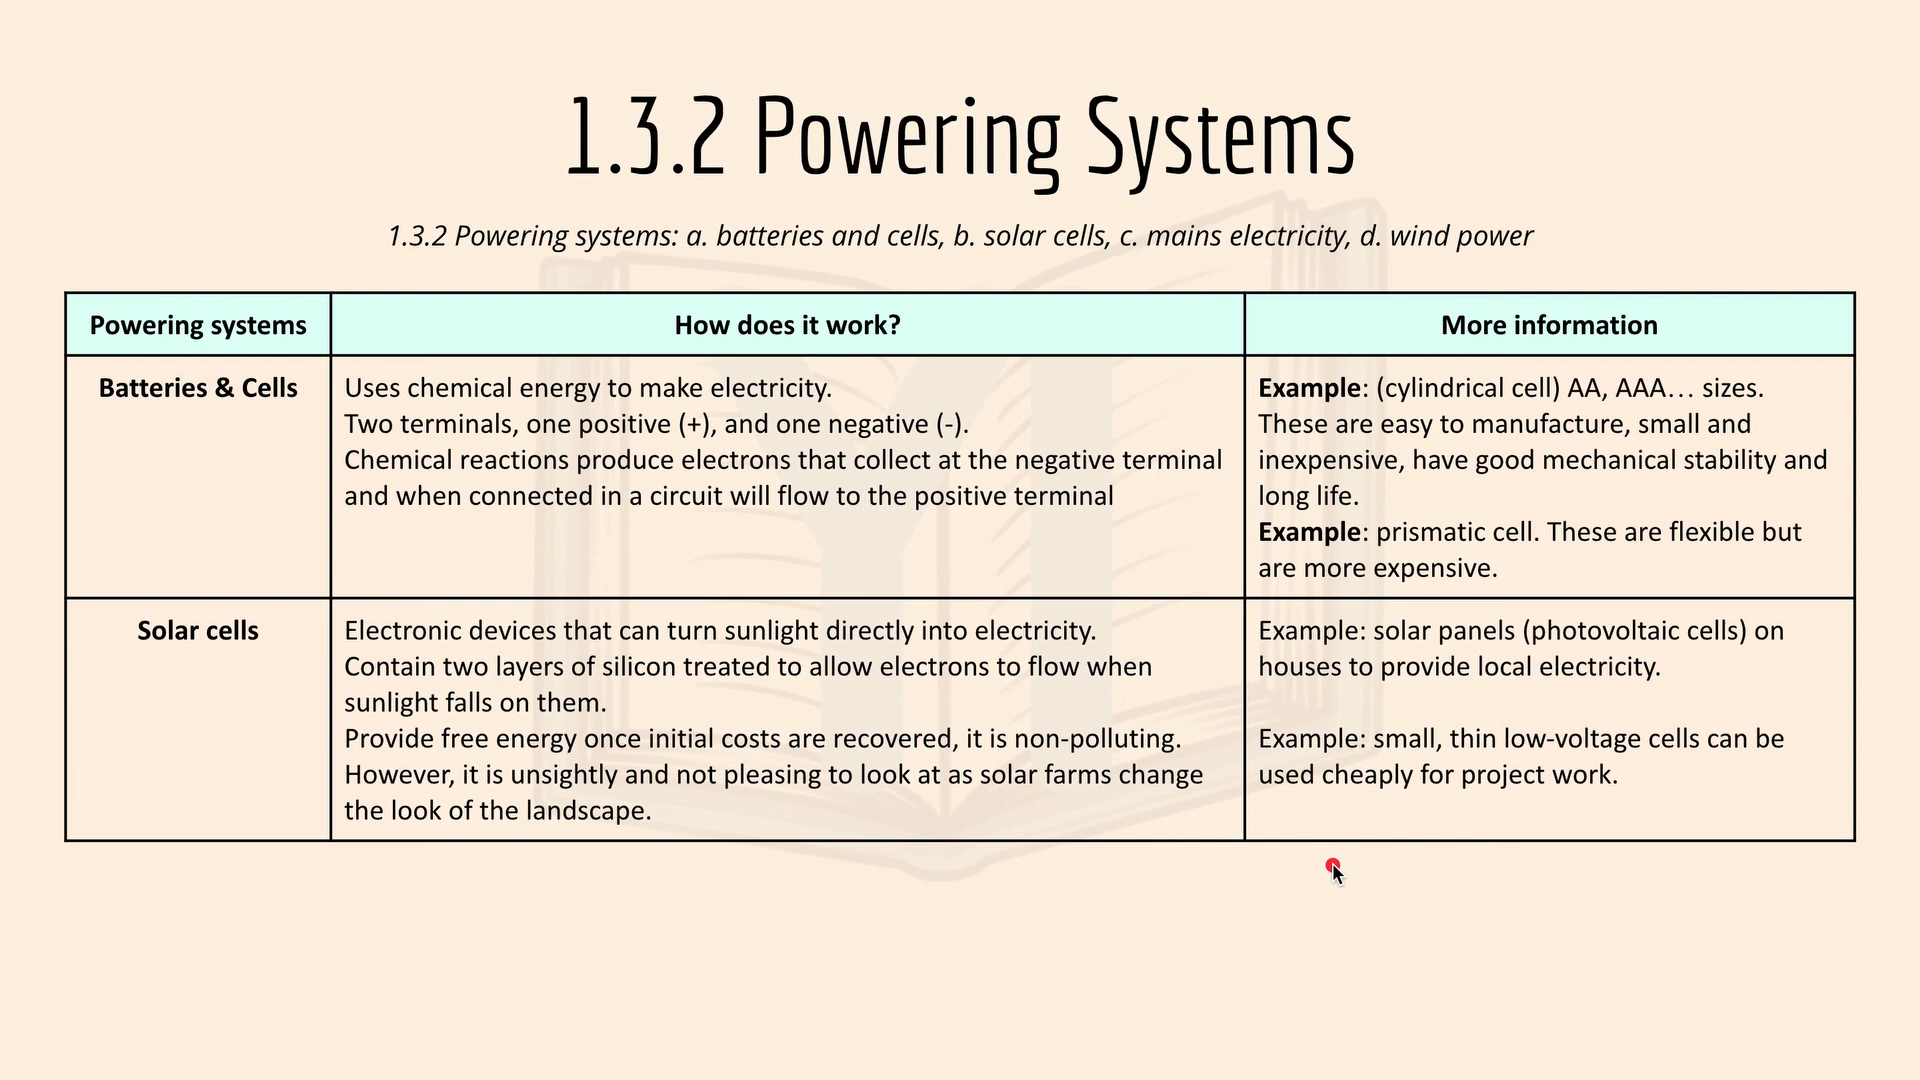 1.3.2 Powering Systems
1.3.2 Powering systems: a. batteries and cells, b. solar cells, c. mains electricity, d. wind power
Powering systems
How does it work?
More information
Batteries & Cells
Uses chemical energy to make electricity.
Two terminals, one positive (+), and one negative (-).
Chemical reactions produce electrons that collect at the negative terminal
and when connected in a circuit will flow to the positive terminal
Example: (cylindrical cell) AA, AAA… sizes.
These are easy to manufacture, small and
inexpensive, have good mechanical stability and
long life.
Example: prismatic cell. These are flexible but
are more expensive.
Solar cells
Electronic devices that can turn sunlight directly into electricity.
Contain two layers of silicon treated to allow electrons to flow when
sunlight falls on them.
Provide free energy once initial costs are recovered, it is non-polluting.
However, it is unsightly and not pleasing to look at as solar farms change
the look of the landscape.
Example: solar panels (photovoltaic cells) on
houses to provide local electricity.
Example: small, thin low-voltage cells can be
used cheaply for project work.